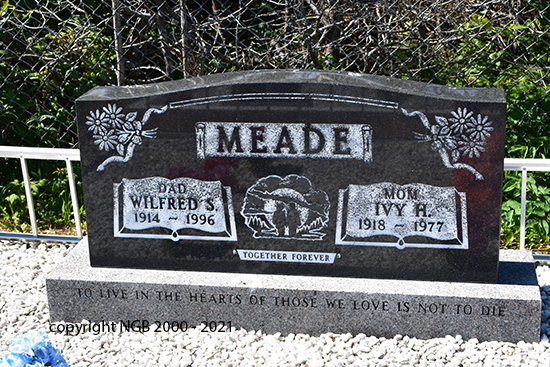 MEADE
DAD
WILFRED S.
1914 ~ 1996
MOM
IVY H.
1918 ~ 1977
TOGETHER FOREVER
TO LIVE IN THE HEARTS OF THOSE WE LOVE IS NOT TO DIE
copyright NGB 2000 - 2021